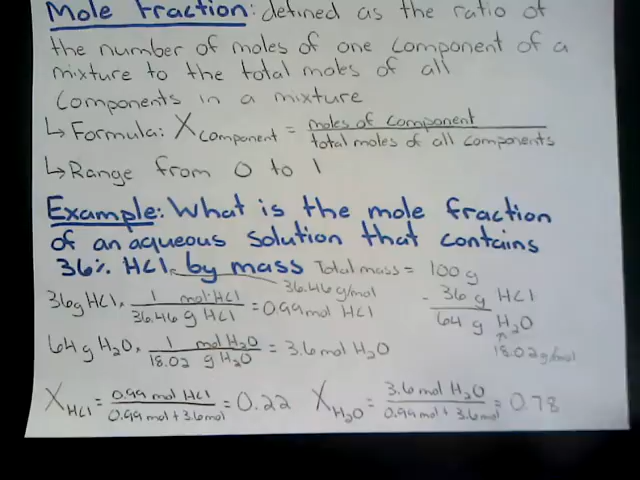 Mole Fraction: defined as the ratio of
the number of moles of one component of a
mixture to the total moles of all
components in a mixture
↳ Formula: X component = moles of component / total moles of all components
↳ Range from 0 to 1
Example: What is the mole fraction
of an aqueous solution that contains
36% HCl by mass Total mass = 100 g
36.46 g/mol - 36 g HCl
36g HCl · 1 mol HCl / 36.46 g HCl = 0.99 mol HCl 64 g H2O
64 g H2O · 1 mol H2O / 18.02 g H2O = 3.6 mol H2O 18.02 g/mol
X HCl = 0.99 mol HCl / 0.99 mol + 3.6 mol = 0.22 X H2O = 3.6 mol H2O / 0.99 mol + 3.6 mol = 0.78